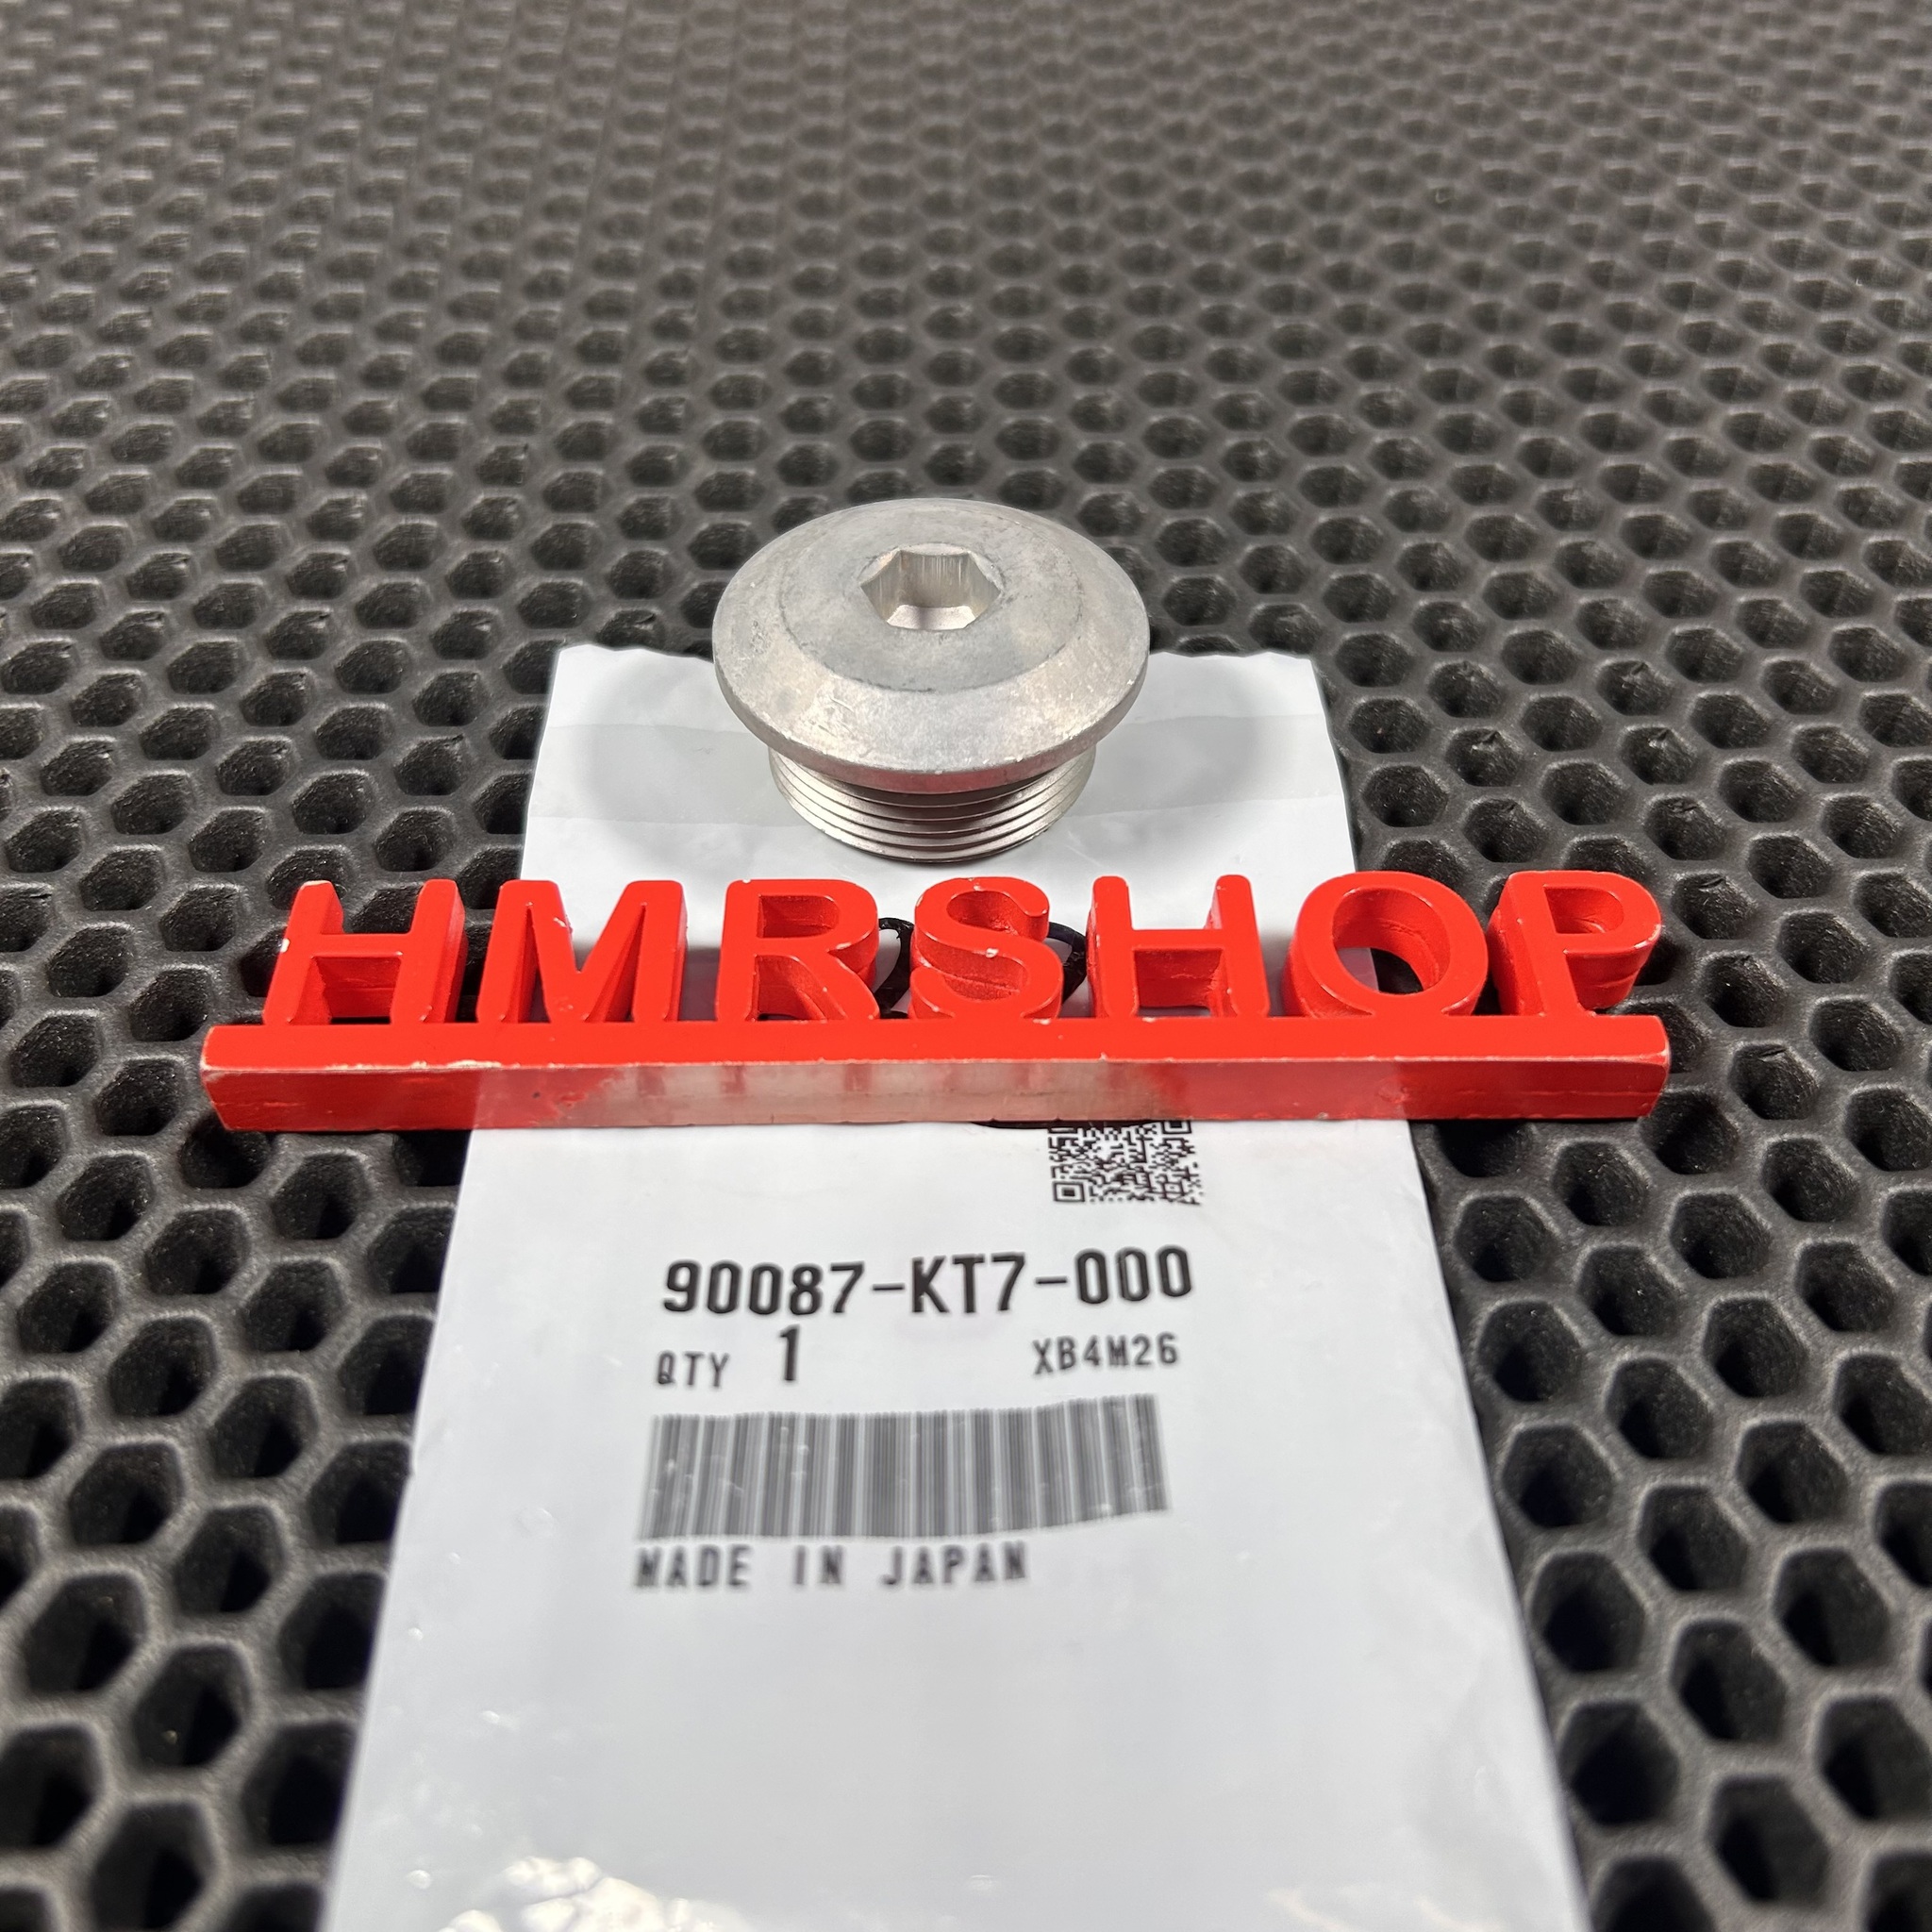 HMRSHOP
90087-KT7-000
QTY 1 XB4M26
MADE IN JAPAN